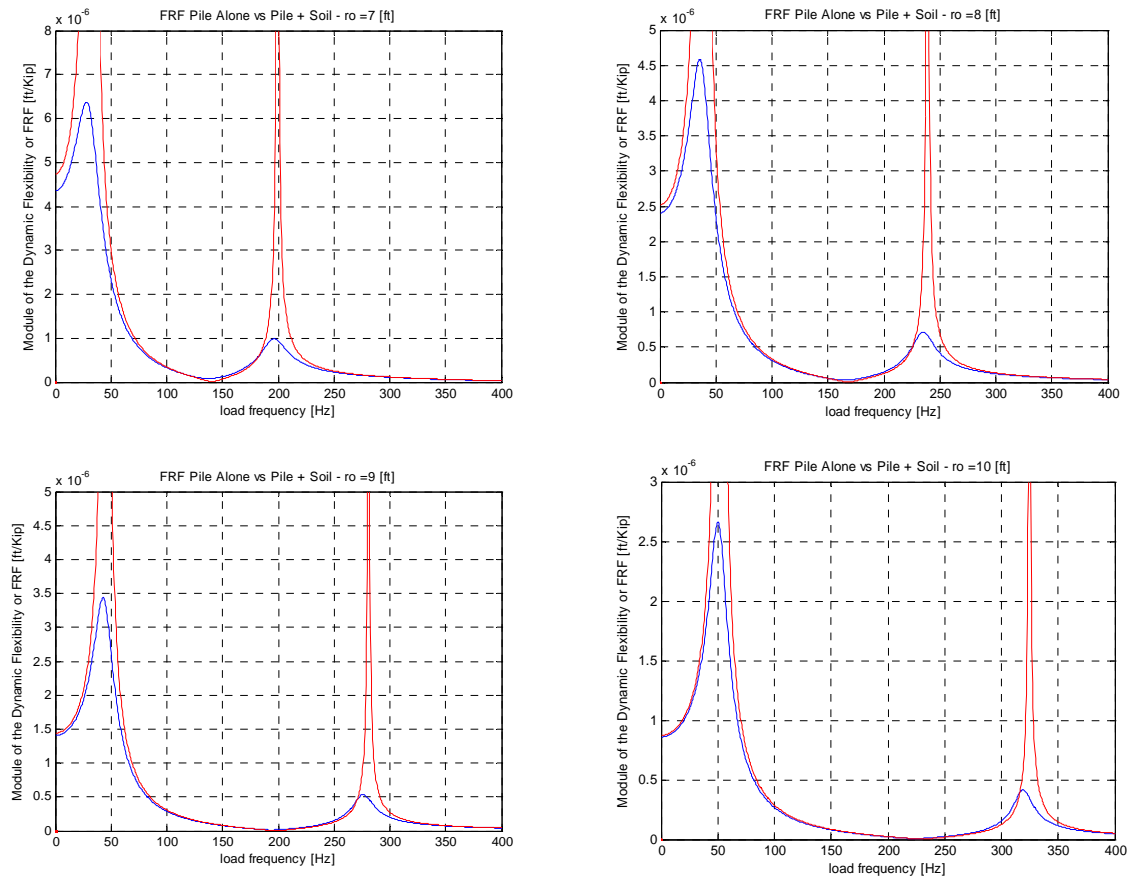 x 10-6
FRF Pile Alone vs Pile + Soil - ro =7 [ft]
Module of the Dynamic Flexibility or FRF [ft/Kip]
8
7
6
5
4
3
2
1
0
0 50 100 150 200 250 300 350 400
load frequency [Hz]
x 10-6
FRF Pile Alone vs Pile + Soil - ro =8 [ft]
Module of the Dynamic Flexibility or FRF [ft/Kip]
5
4.5
4
3.5
3
2.5
2
1.5
1
0.5
0
0 50 100 150 200 250 300 350 400
load frequency [Hz]
x 10-6
FRF Pile Alone vs Pile + Soil - ro =9 [ft]
Module of the Dynamic Flexibility or FRF [ft/Kip]
5
4.5
4
3.5
3
2.5
2
1.5
1
0.5
0
0 50 100 150 200 250 300 350 400
load frequency [Hz]
x 10-6
FRF Pile Alone vs Pile + Soil - ro =10 [ft]
Module of the Dynamic Flexibility or FRF [ft/Kip]
3
2.5
2
1.5
1
0.5
0
0 50 100 150 200 250 300 350 400
load frequency [Hz]